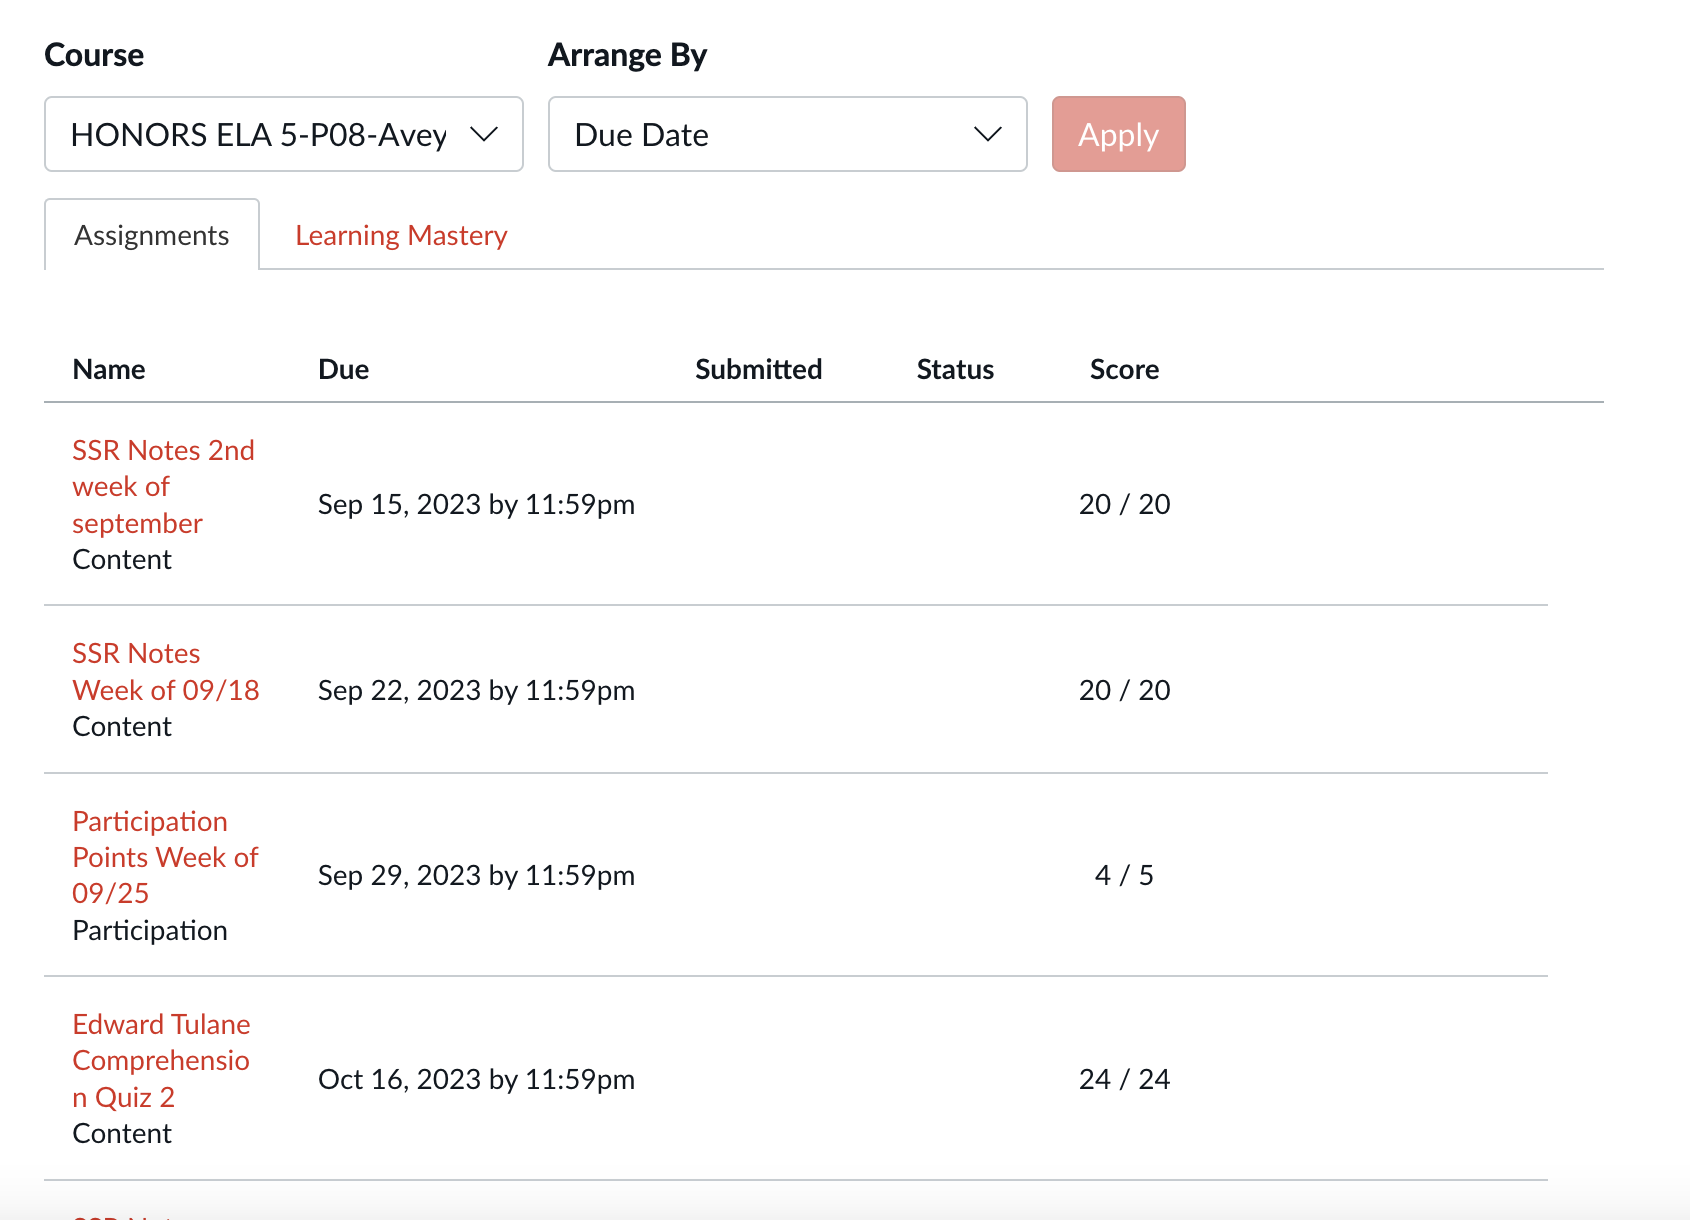 Course
Arrange By
HONORS ELA 5-P08-Avey
Due Date
Apply
Assignments
Learning Mastery
Name
Due
Submitted
Status
Score
SSR Notes 2nd
week of
september
Content
Sep 15, 2023 by 11:59pm
20 / 20
SSR Notes
Week of 09/18
Content
Sep 22, 2023 by 11:59pm
20 / 20
Participation
Points Week of
09/25
Participation
Sep 29, 2023 by 11:59pm
4 / 5
Edward Tulane
Comprehensio
n Quiz 2
Content
Oct 16, 2023 by 11:59pm
24 / 24